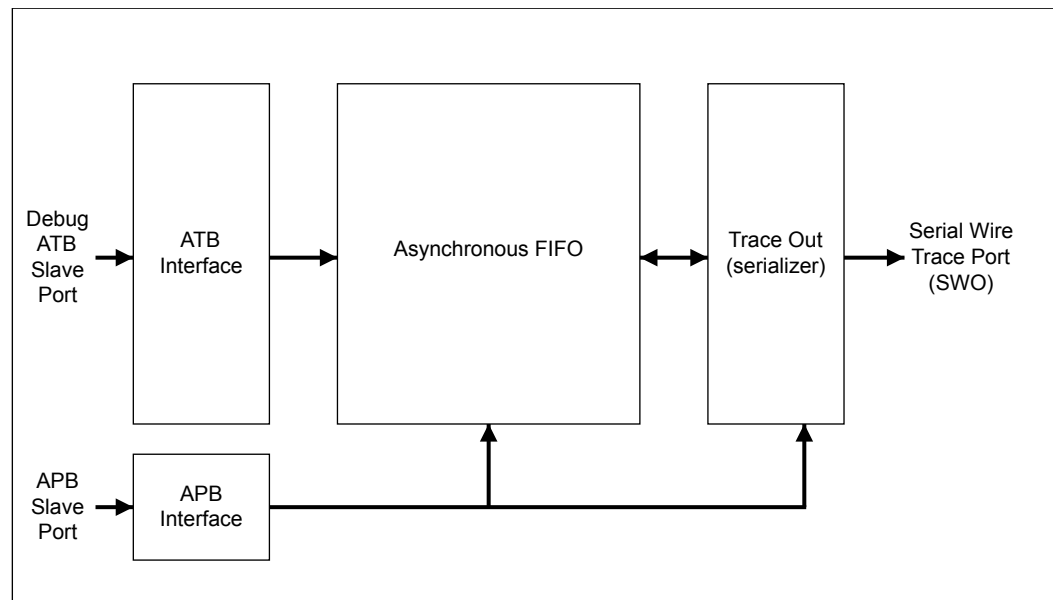 Debug
ATB
Slave
Port
ATB
Interface
Asynchronous FIFO
Trace Out
(serializer)
Serial Wire
Trace Port
(SWO)
APB
Slave
Port
APB
Interface